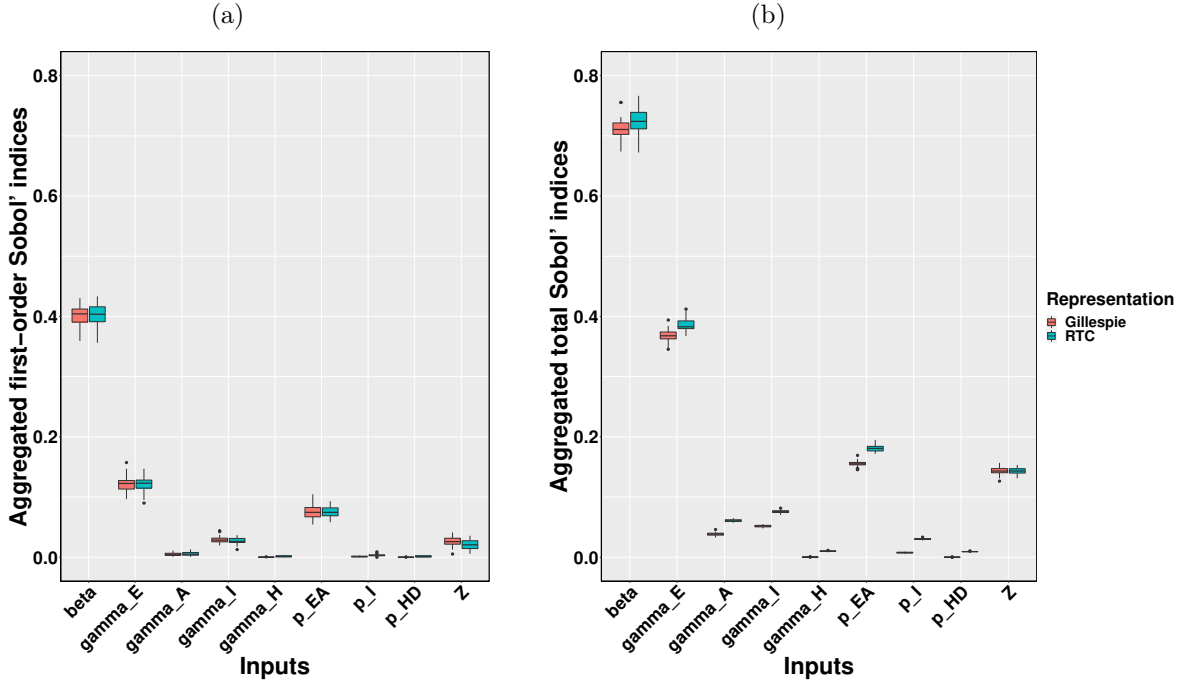 (a)
Aggregated first−order Sobol' indices
0.8
0.6
0.4
0.2
0.0
beta
gamma_E
gamma_A
gamma_I
gamma_H
p_EA
p_I
p_HD
Z
Inputs
(b)
Aggregated total Sobol' indices
0.8
0.6
0.4
0.2
0.0
beta
gamma_E
gamma_A
gamma_I
gamma_H
p_EA
p_I
p_HD
Z
Inputs
Representation
Gillespie
RTC